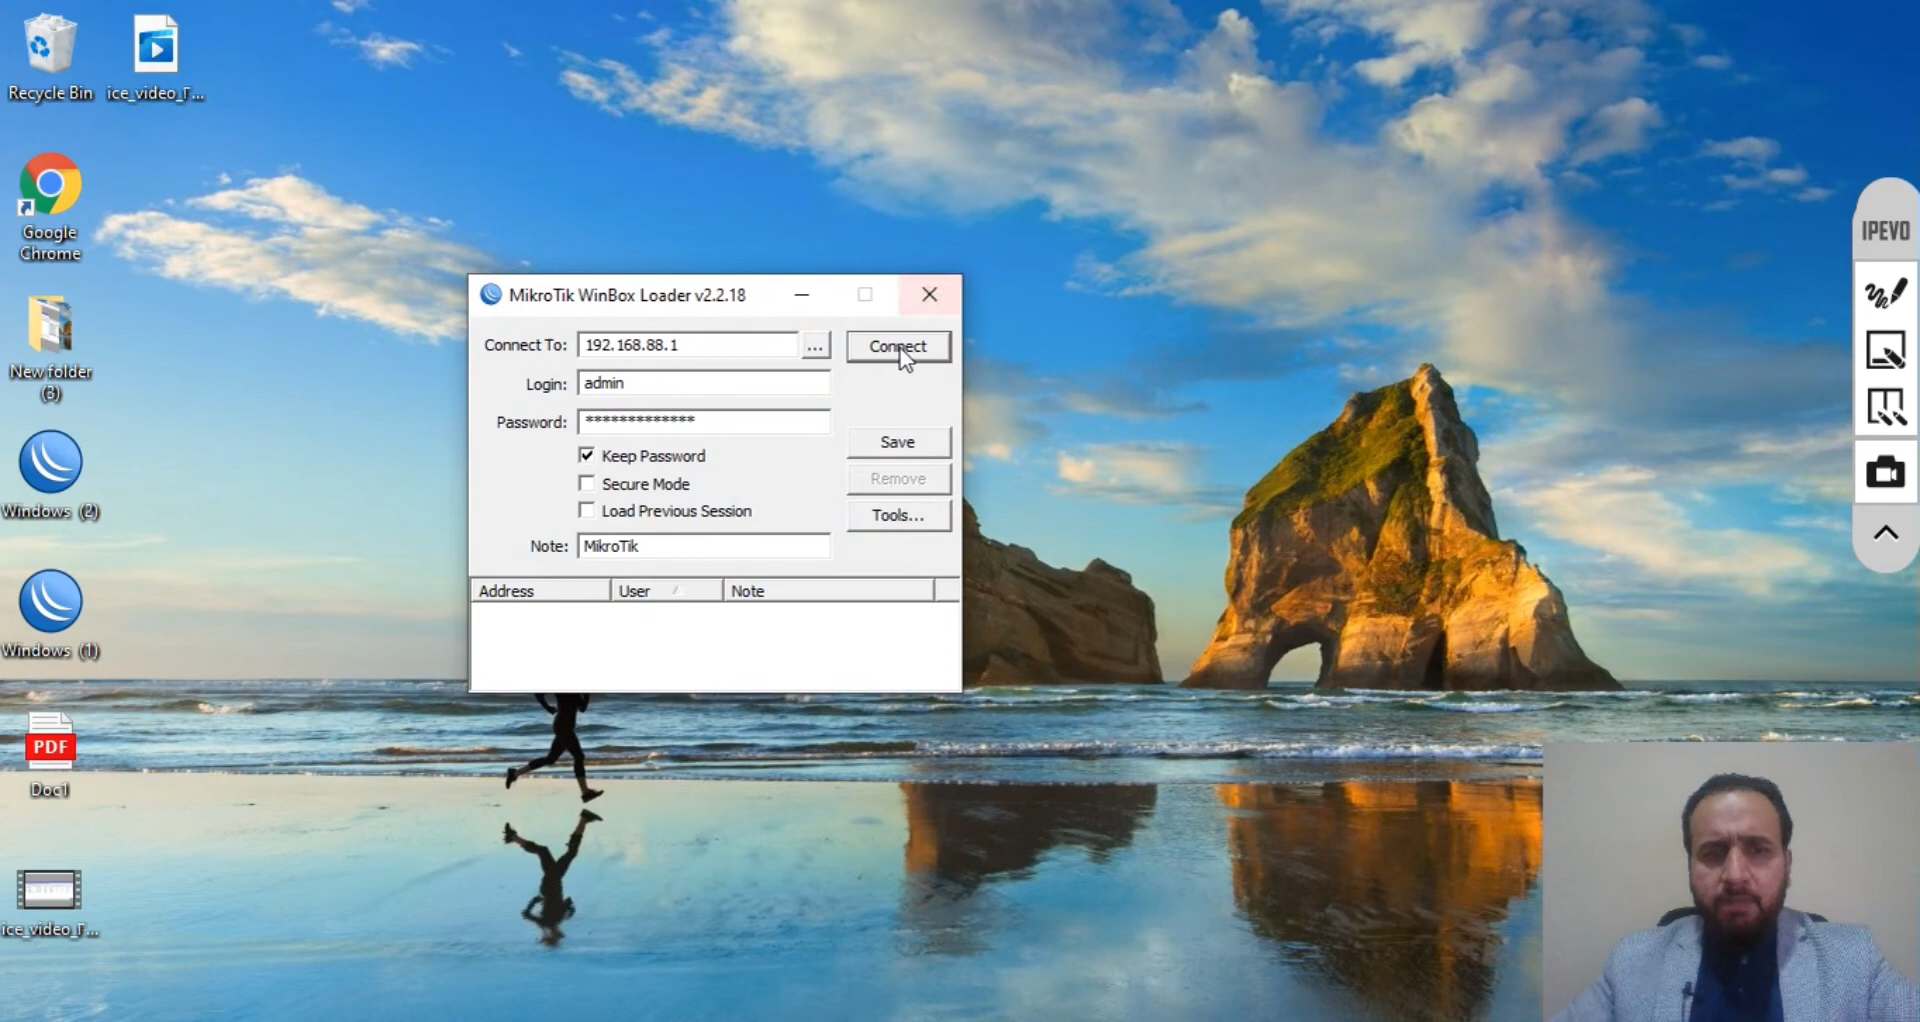 Recycle Bin
ice_video_2...
Google
Chrome
New folder
(3)
Windows (2)
Windows (1)
PDF
Doc1
ice_video_2...
MikroTik WinBox Loader v2.2.18
Connect To: 192.168.88.1 ... Connect
Login: admin
Password: *************
Keep Password
Secure Mode
Load Previous Session
Note: MikroTik
Save
Remove
Tools...
Address User Note
IPEVO